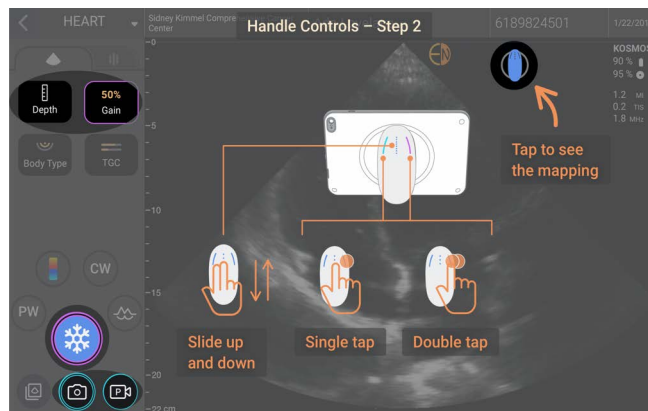 HEART
Sidney Kimmel Compre
Center
Handle Controls – Step 2
6189824501
1/22/201
KOSMOS
90 %
95 %
1.2 MI
0.2 TIS
1.8 MHz
Depth
50%
Gain
Body Type
TGC
CW
PW
P
0
5
10
15
20
22 cm
Tap to see
the mapping
Slide up
and down
Single tap
Double tap